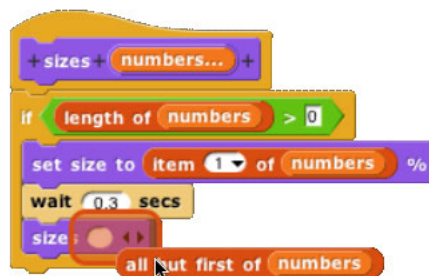 + sizes + numbers... +
if length of numbers > 0
set size to item 1 of numbers %
wait 0.3 secs
sizes
all but first of numbers